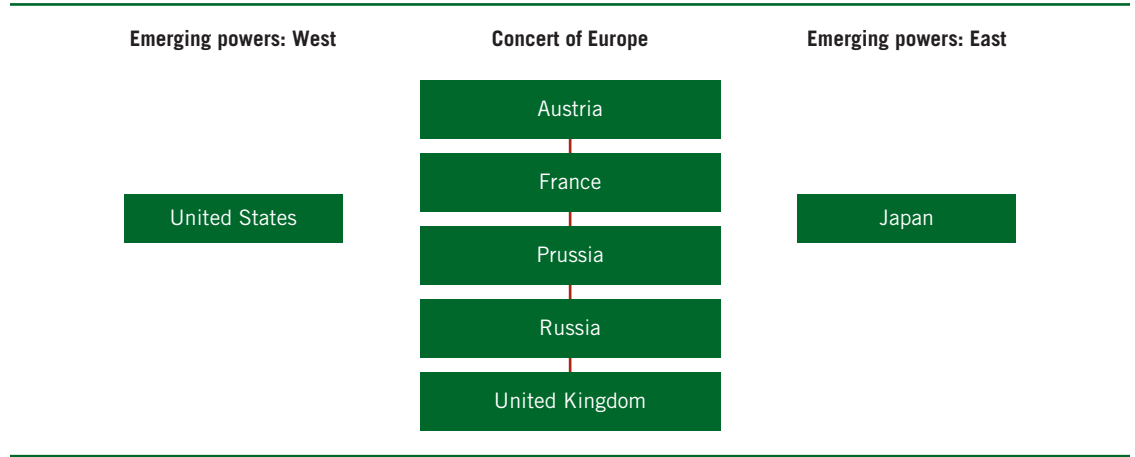 Emerging powers: West
Concert of Europe
Emerging powers: East
Austria
France
United States
Japan
Prussia
Russia
United Kingdom